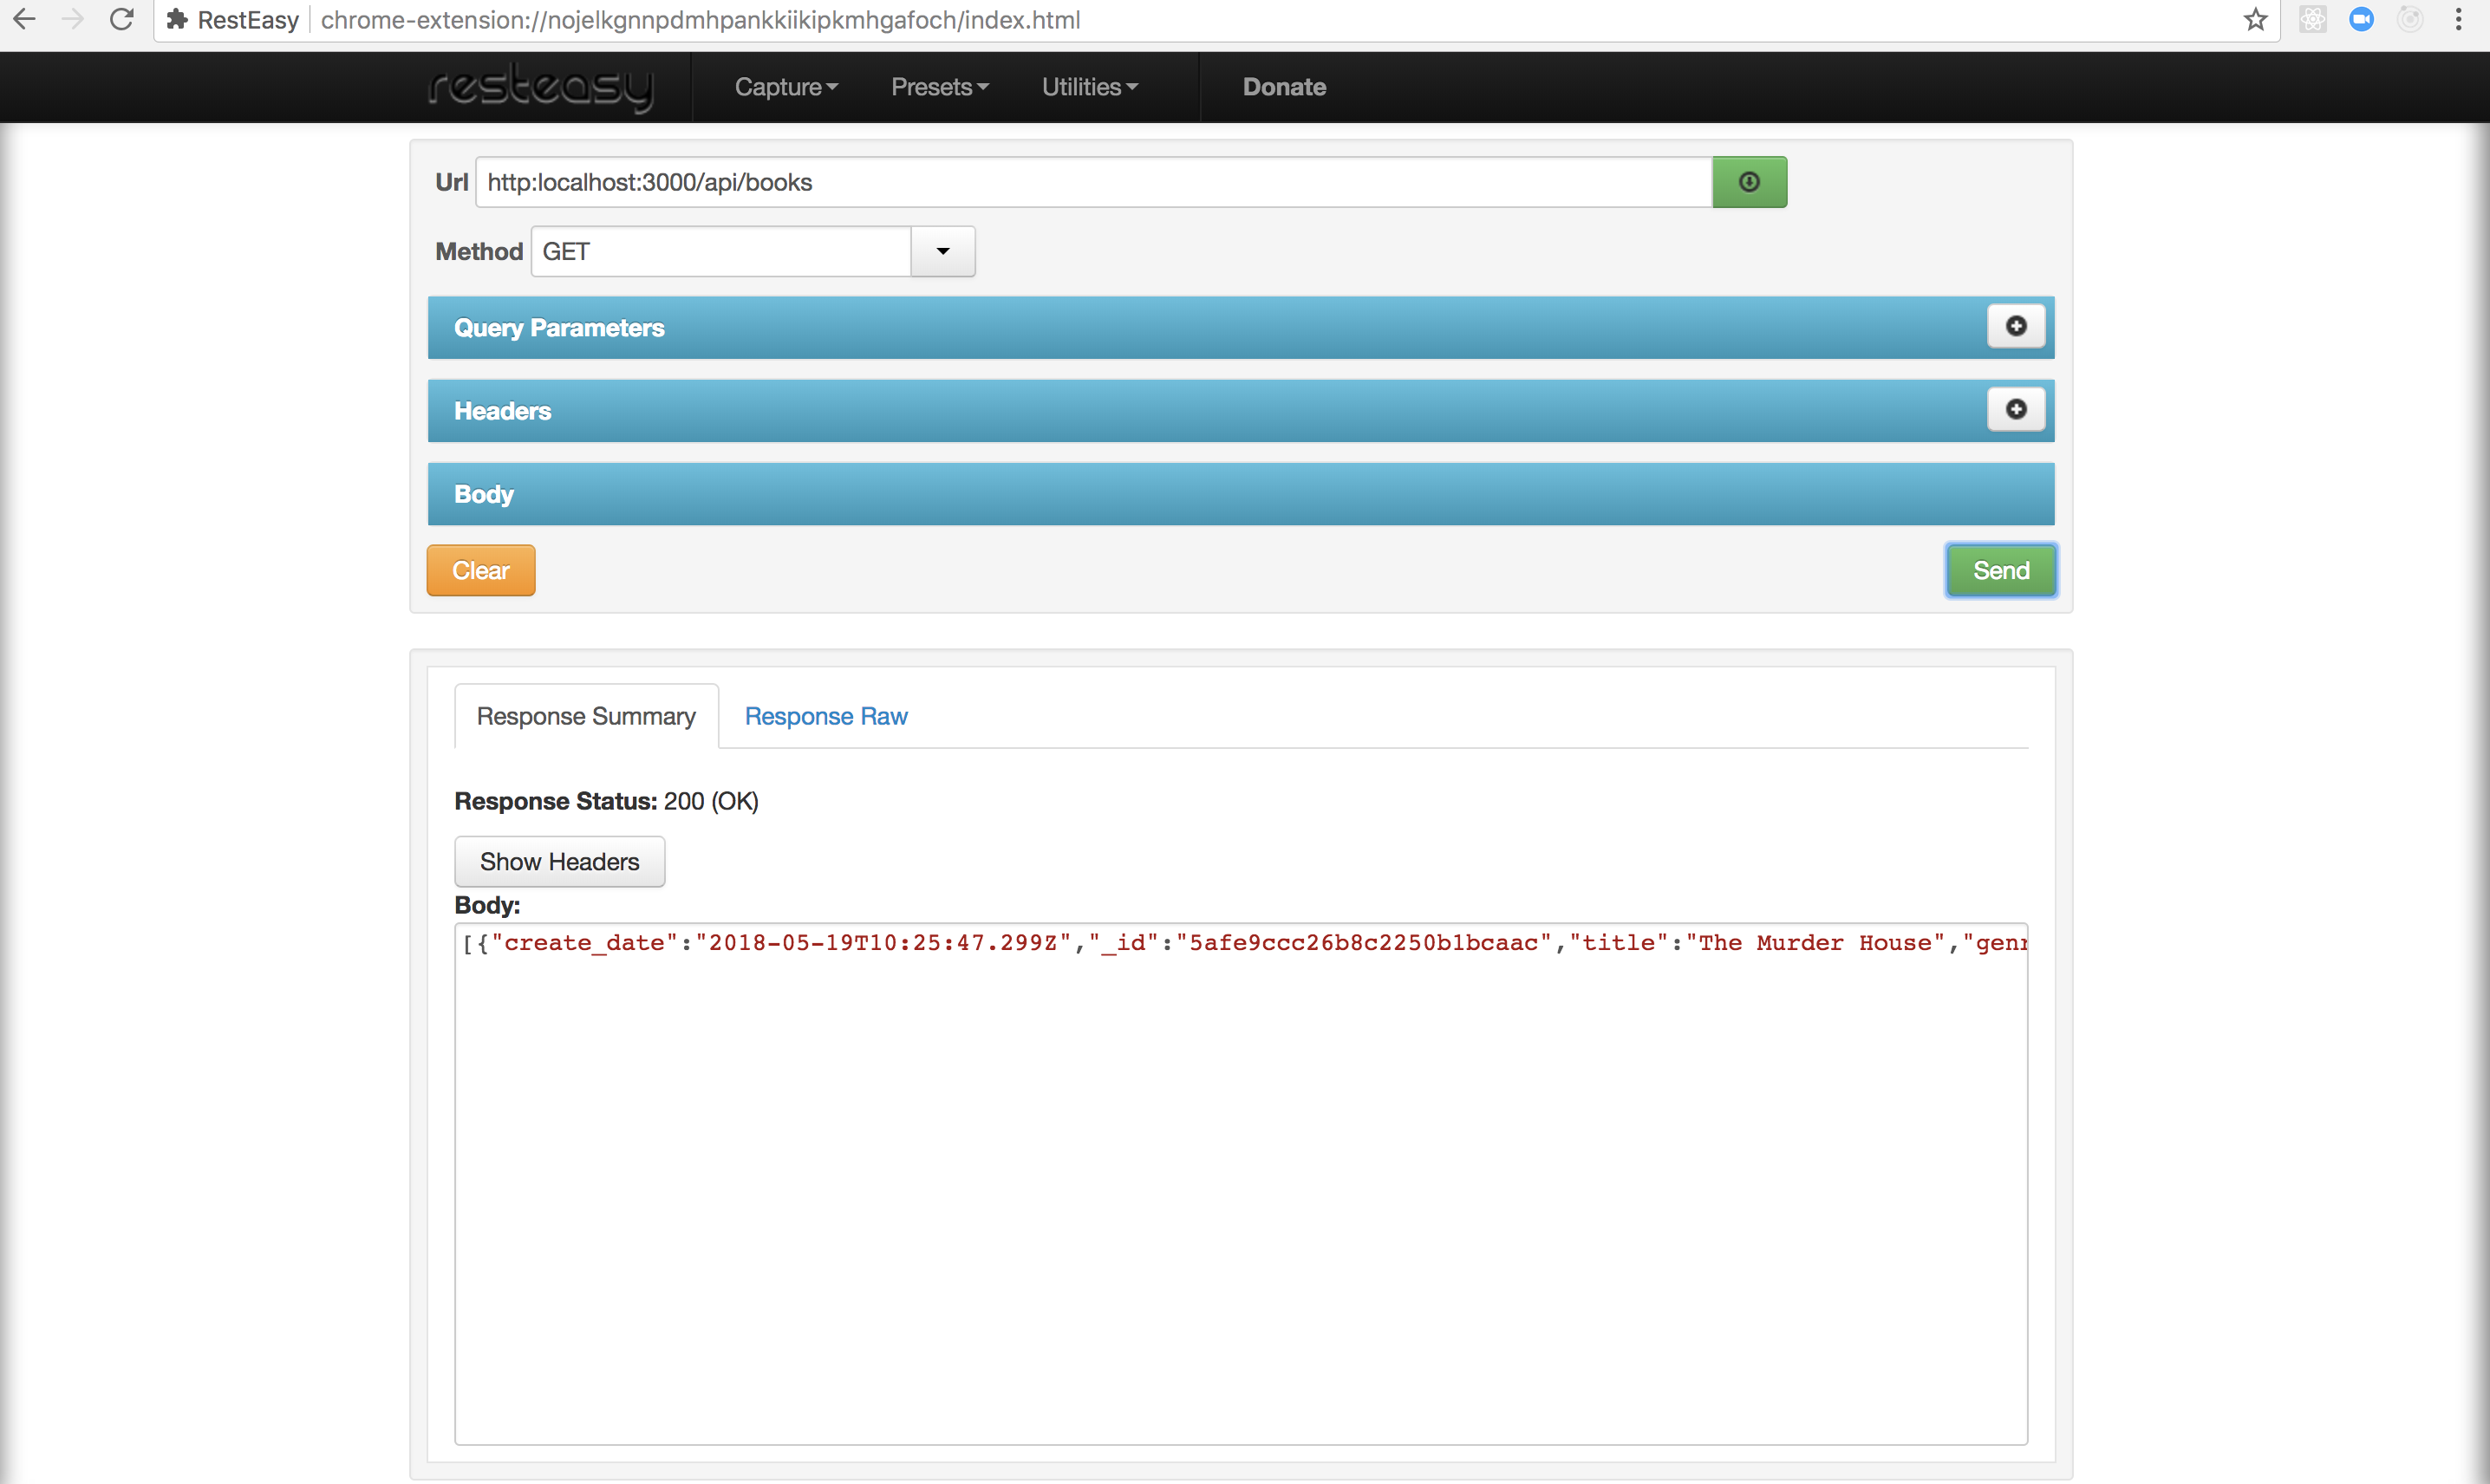 RestEasy chrome-extension://nojelkgnnpdmhpankkiikipkmhgafoch/index.html
resteasy Capture Presets Utilities Donate
Url http:localhost:3000/api/books
Method GET
Query Parameters
Headers
Body
Clear Send
Response Summary Response Raw
Response Status: 200 (OK)
Show Headers
Body:
[{"create_date":"2018-05-19T10:25:47.299Z","_id":"5afe9ccc26b8c2250b1bcaac","title":"The Murder House","genr